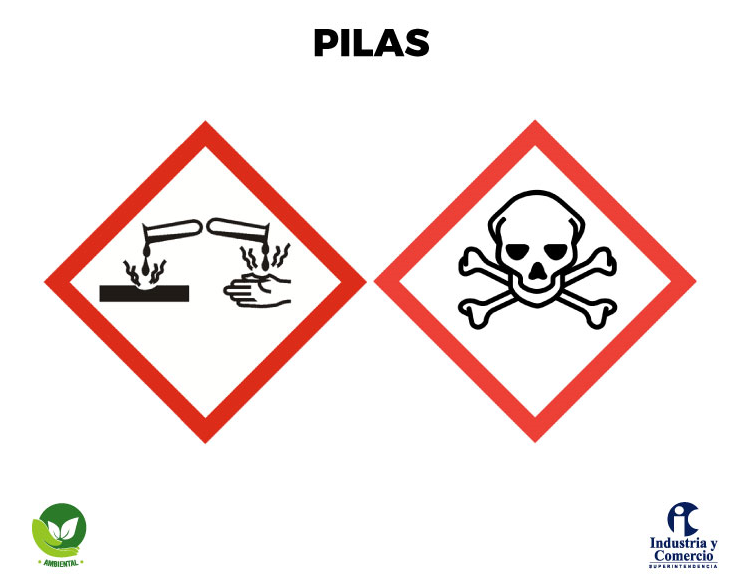 PILAS
• AMBIENTAL •
Industria y
Comercio
SUPERINTENDENCIA